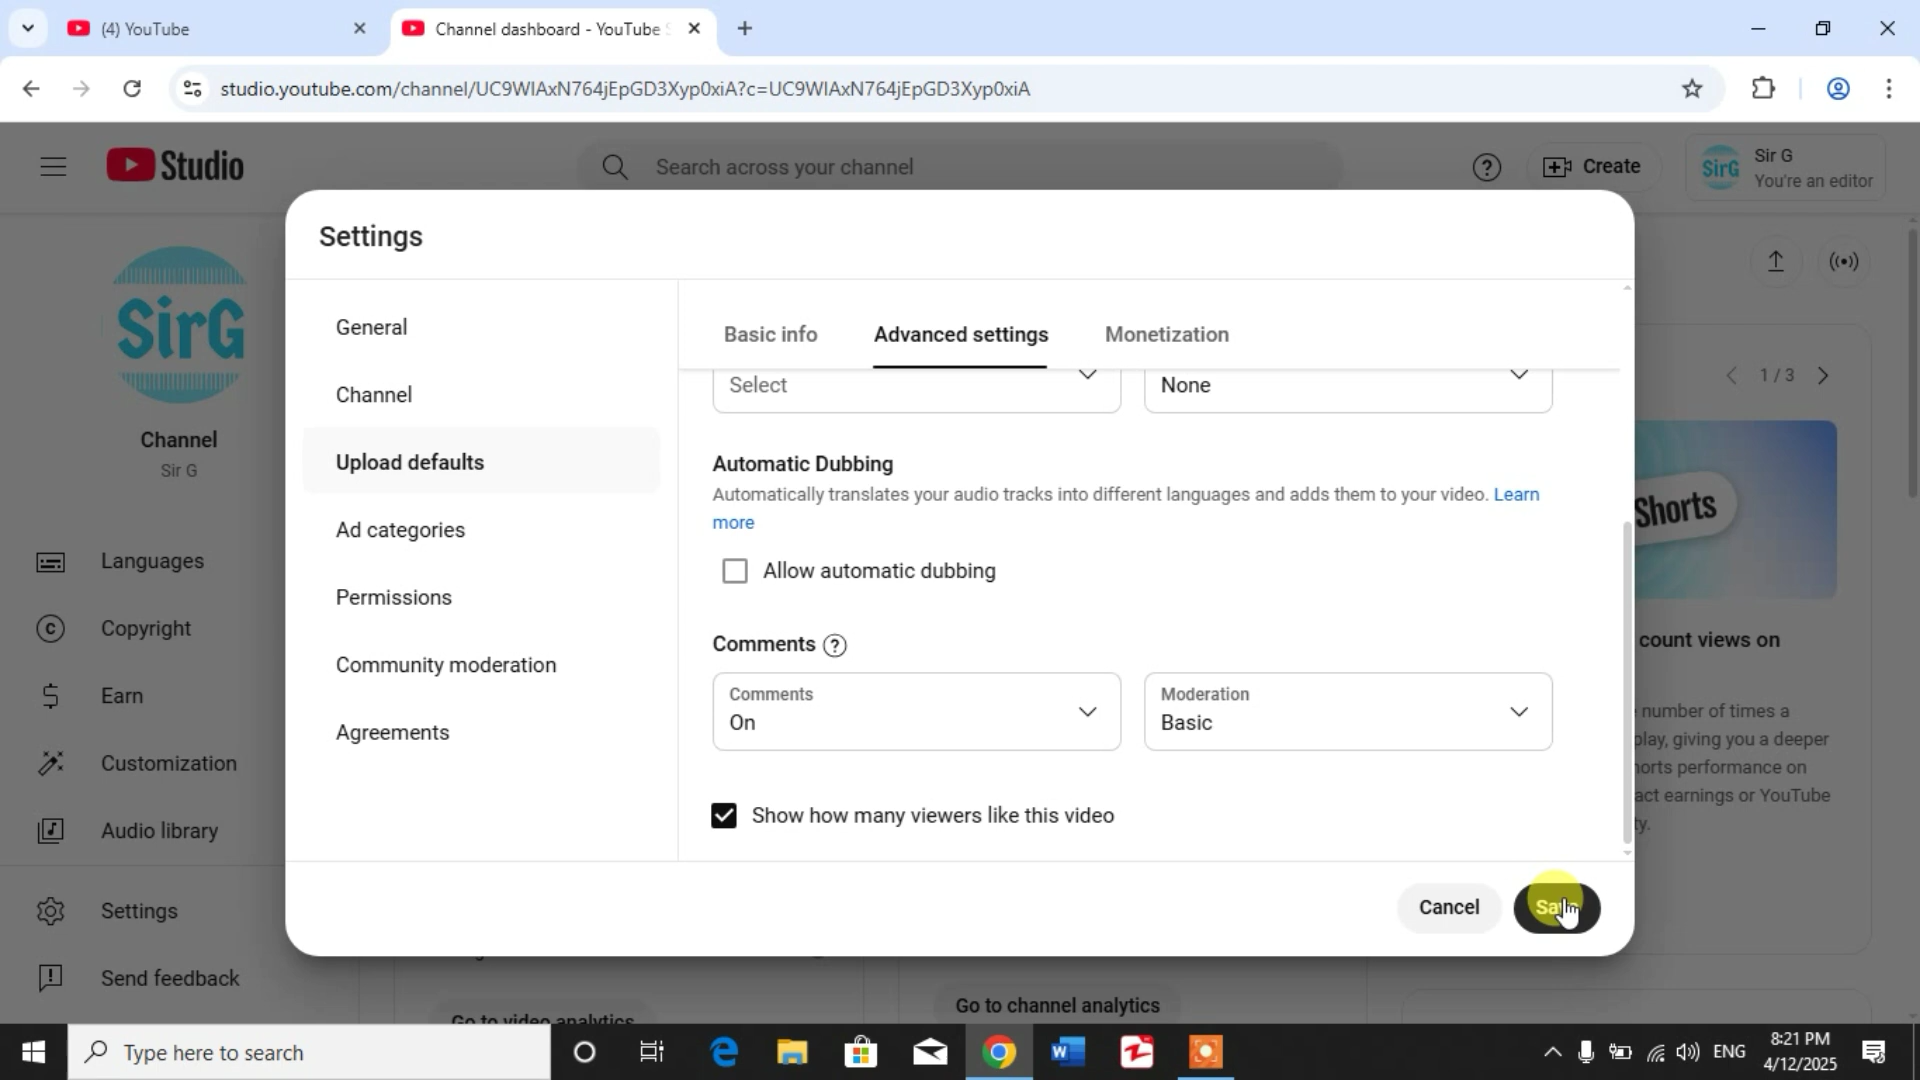 (4) YouTube
Channel dashboard - YouTube S
studio.youtube.com/channel/UC9WIAxN764jEpGD3Xyp0xiA?c=UC9WIAxN764jEpGD3Xyp0xiA
Studio
Search across your channel
Create
SirG
Sir G
You're an editor
Settings
SirG
Channel
Sir G
Languages
Copyright
Earn
Customization
Audio library
Settings
Send feedback
General
Channel
Upload defaults
Ad categories
Permissions
Community moderation
Agreements
Basic info
Advanced settings
Monetization
Select
None
Automatic Dubbing
Automatically translates your audio tracks into different languages and adds them to your video. Learn
more
Allow automatic dubbing
Comments
Comments
On
Moderation
Basic
Show how many viewers like this video
Cancel
1 / 3
Shorts
count views on
number of times a
play, giving you a deeper
horts performance on
act earnings or YouTube
Go to video analytics
Go to channel analytics
Type here to search
ENG
8:21 PM
4/12/2025